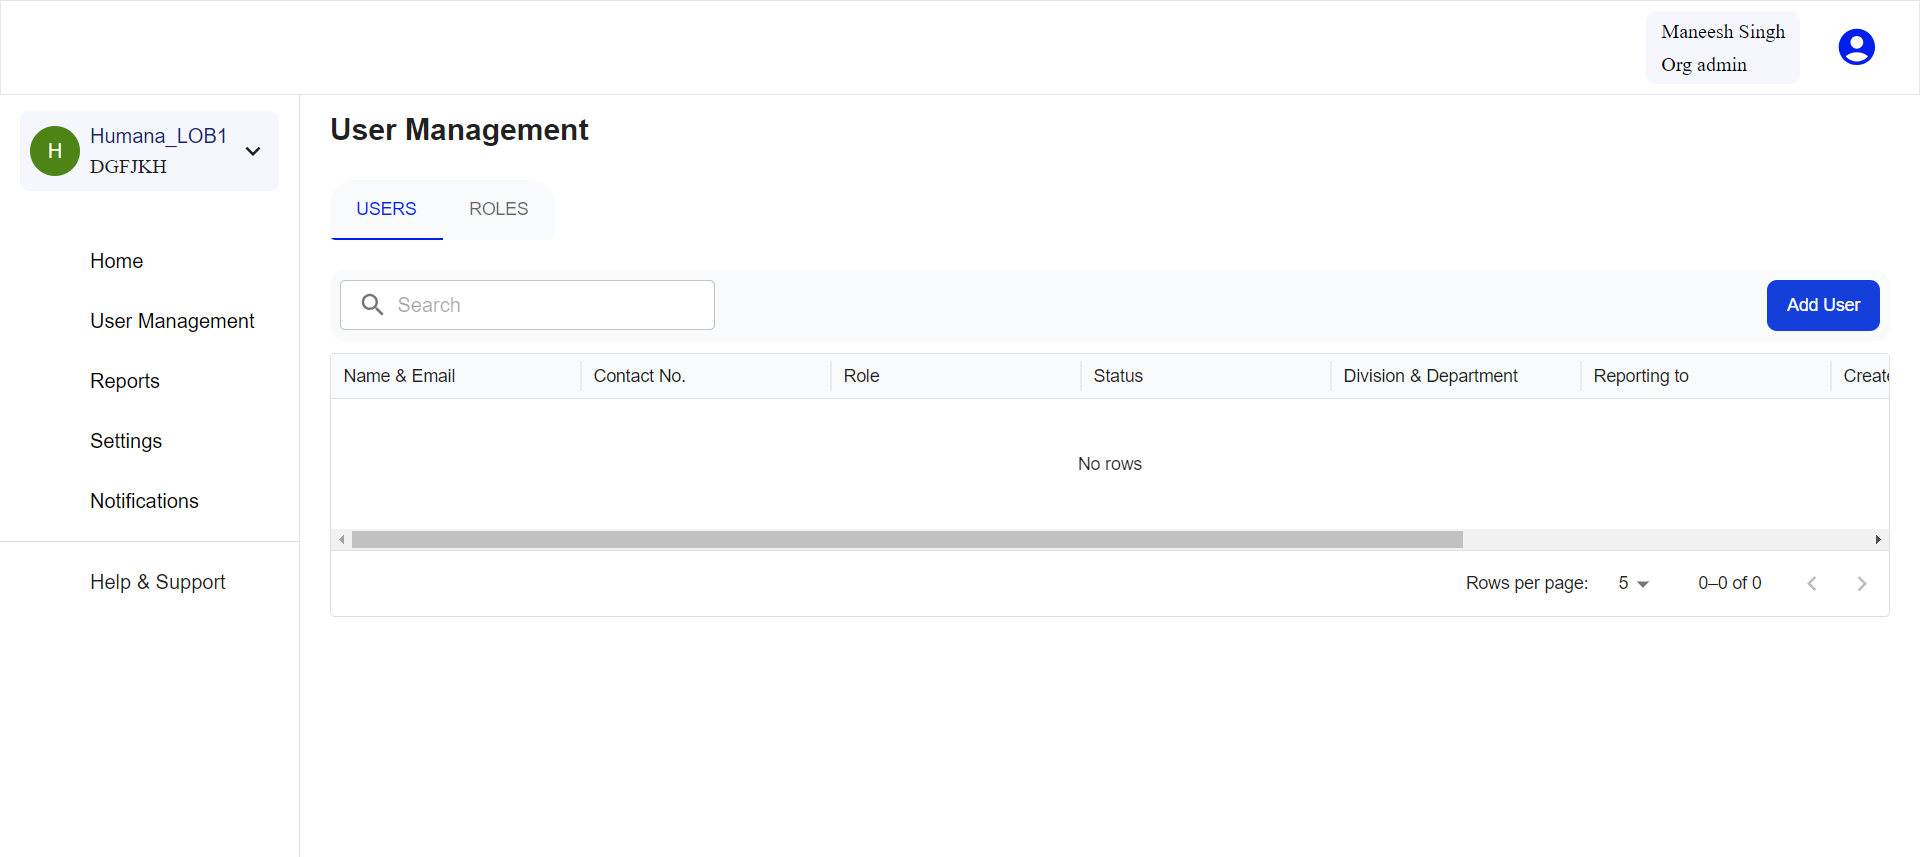 Maneesh Singh
Org admin
H
Humana_LOB1
DGFJKH
Home
User Management
Reports
Settings
Notifications
Help & Support
User Management
USERS ROLES
Search
Add User
Name & Email Contact No. Role Status Division & Department Reporting to Create
No rows
Rows per page: 5 0–0 of 0